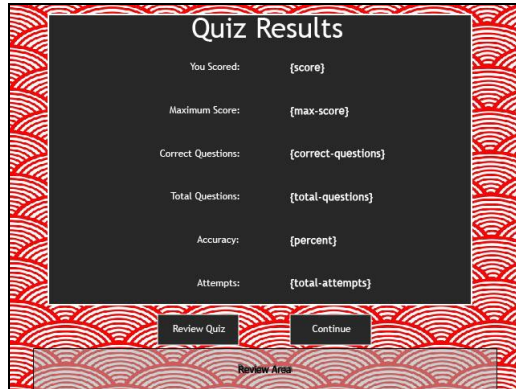 Quiz Results
You Scored: {score}
Maximum Score: {max-score}
Correct Questions: {correct-questions}
Total Questions: {total-questions}
Accuracy: {percent}
Attempts: {total-attempts}
Review Quiz Continue
Review Area